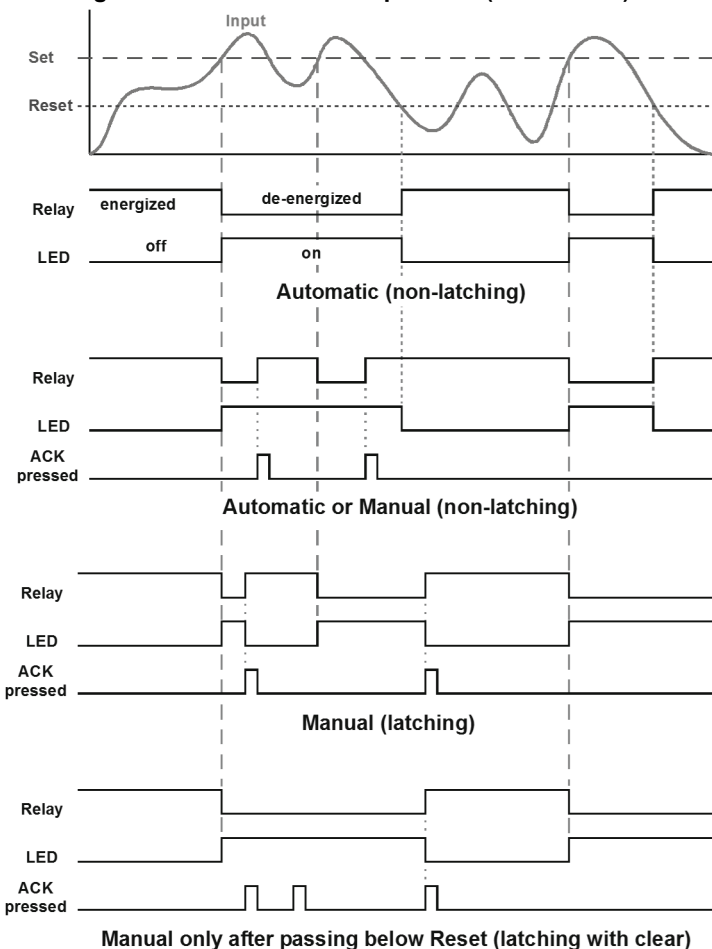 Input
Set
Reset
Relay energized de-energized
LED off on
Automatic (non-latching)
Relay
LED
ACK
pressed
Automatic or Manual (non-latching)
Relay
LED
ACK
pressed
Manual (latching)
Relay
LED
ACK
pressed
Manual only after passing below Reset (latching with clear)